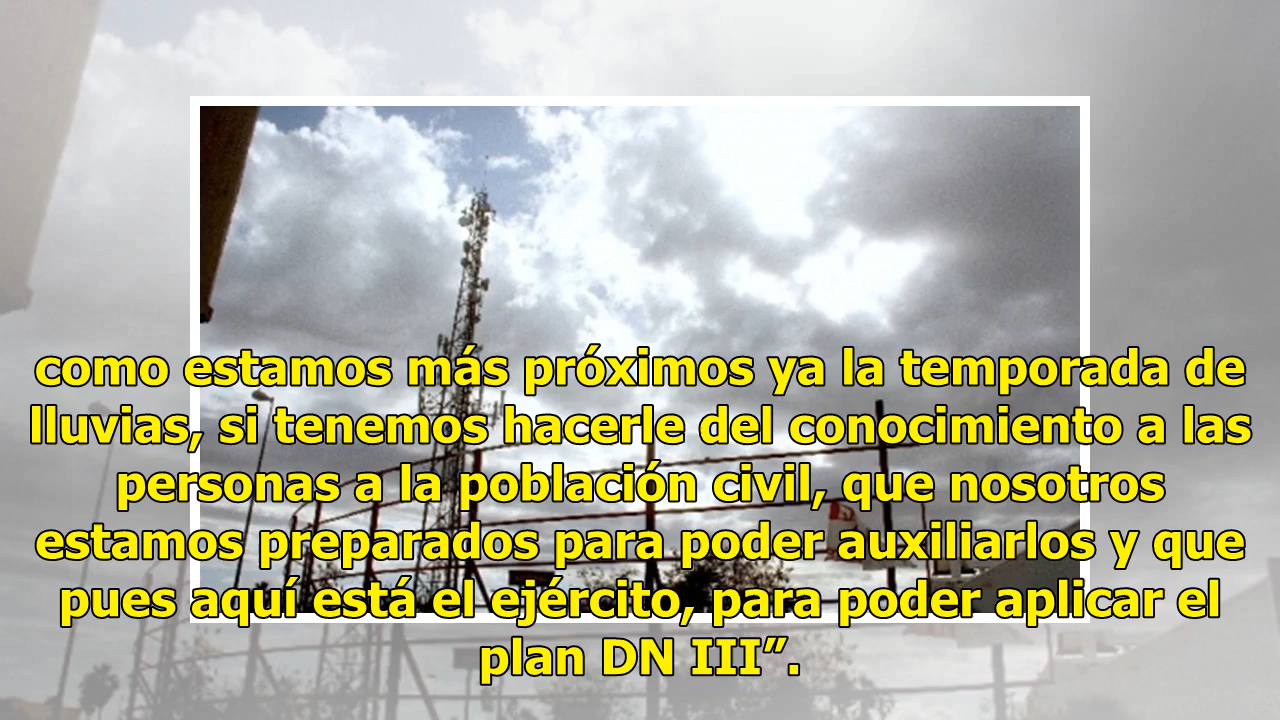 como estamos más próximos ya la temporada de
lluvias, si tenemos hacerle del conocimiento a las
personas a la población civil, que nosotros
estamos preparados para poder auxiliarlos y que
pues aquí está el ejército, para poder aplicar el
plan DN III”.